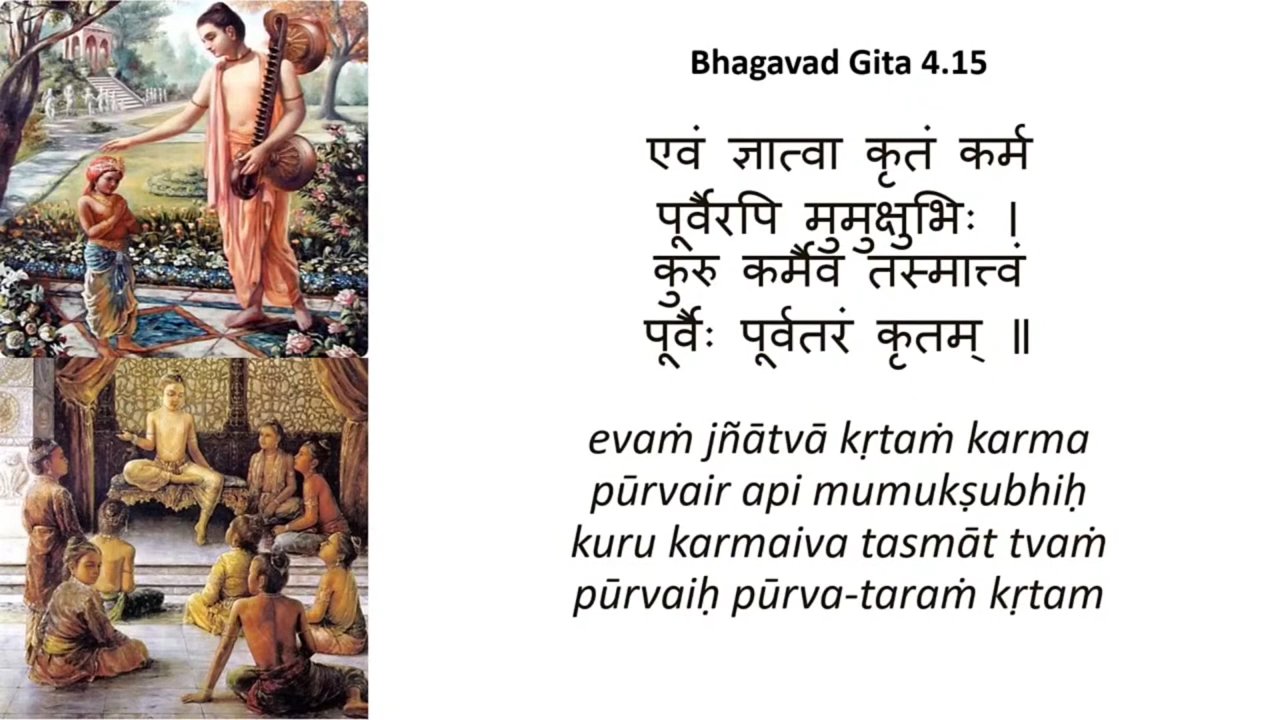 Bhagavad Gita 4.15
एवं ज्ञात्वा कृतं कर्म
पूर्वैरपि मुमुक्षुभिः ।
कुरु कर्मैव तस्मात्त्वं
पूर्वैः पूर्वतरं कृतम् ॥
evaṁ jñātvā kṛtaṁ karma
pūrvair api mumukṣubhiḥ
kuru karmaiva tasmāt tvaṁ
pūrvaiḥ pūrva-taraṁ kṛtam